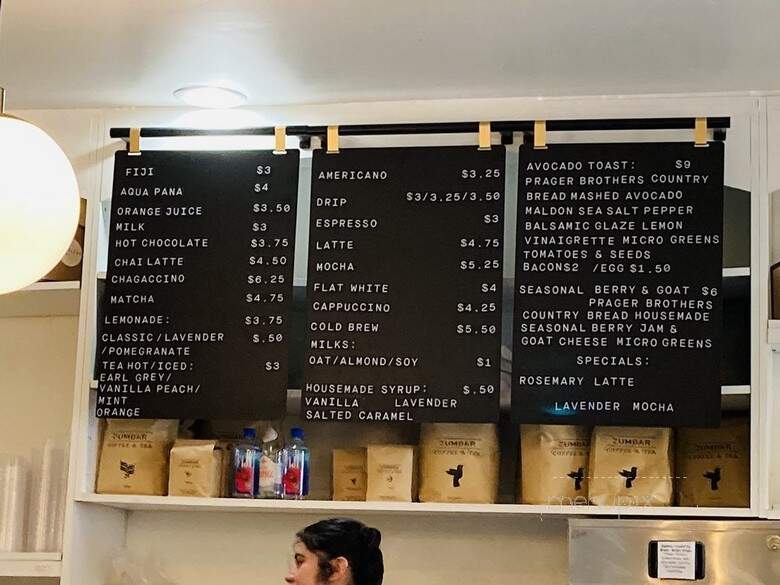 FIJI $3
AQUA PANA $4
ORANGE JUICE $3.50
MILK $3
HOT CHOCOLATE $3.75
CHAI LATTE $4.50
CHAGACCINO $6.25
MATCHA $4.75
LEMONADE: $3.75
CLASSIC/LAVENDER $.50
/POMEGRANATE
TEA HOT/ICED: $3
EARL GREY/
VANILLA PEACH/
MINT
ORANGE
AMERICANO $3.25
DRIP $3/3.25/3.50
ESPRESSO $3
LATTE $4.75
MOCHA $5.25
FLAT WHITE $4
CAPPUCCINO $4.25
COLD BREW $5.50
MILKS:
OAT/ALMOND/SOY $1
HOUSEMADE SYRUP: $.50
VANILLA LAVENDER
SALTED CARAMEL
AVOCADO TOAST: $9
PRAGER BROTHERS COUNTRY
BREAD MASHED AVOCADO
MALDON SEA SALT PEPPER
BALSAMIC GLAZE LEMON
VINAIGRETTE MICRO GREENS
TOMATOES & SEEDS
BACON$2 /EGG $1.50
SEASONAL BERRY & GOAT $6
PRAGER BROTHERS
COUNTRY BREAD HOUSEMADE
SEASONAL BERRY JAM &
GOAT CHEESE MICRO GREENS
SPECIALS:
ROSEMARY LATTE
LAVENDER MOCHA
ZUMBAR
COFFEE & TEA
ZUMBAR
COFFEE & TEA
ZUMBAR
COFFEE & TEA